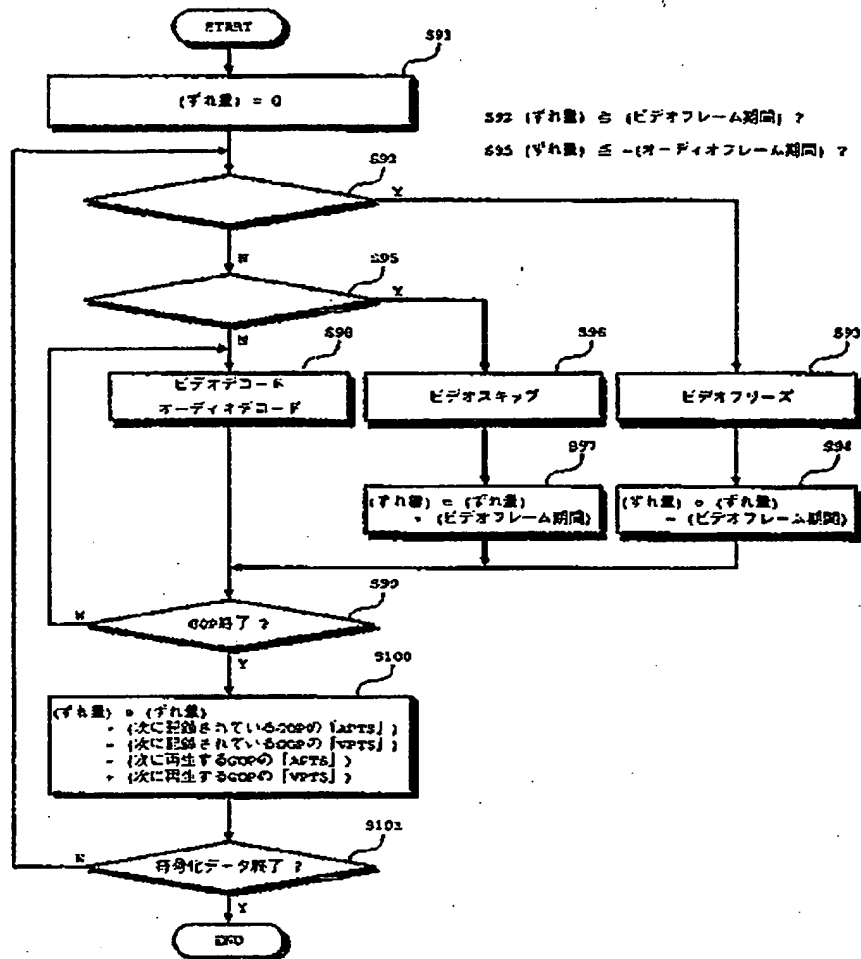 START
S91
(ずれ量) = 0
S92 (ずれ量) ≧ (ビデオフレーム期間) ?
S95 (ずれ量) ≦ -(オーディオフレーム期間) ?
S92
Y
N
S95
Y
N
S98
ビデオデコード
オーディオデコード
S96
ビデオスキップ
S93
ビデオフリーズ
S97
(ずれ量) = (ずれ量)
+ (ビデオフレーム期間)
S94
(ずれ量) = (ずれ量)
- (ビデオフレーム期間)
S99
N
GOP終了 ?
Y
S100
(ずれ量) = (ずれ量)
(次に記録されているGOPの「APTS」)
- (次に記録されているGOPの「VPTS」)
- (次に再生するGOPの「APTS」)
+ (次に再生するGOPの「VPTS」)
S101
N
符号化データ終了 ?
Y
END